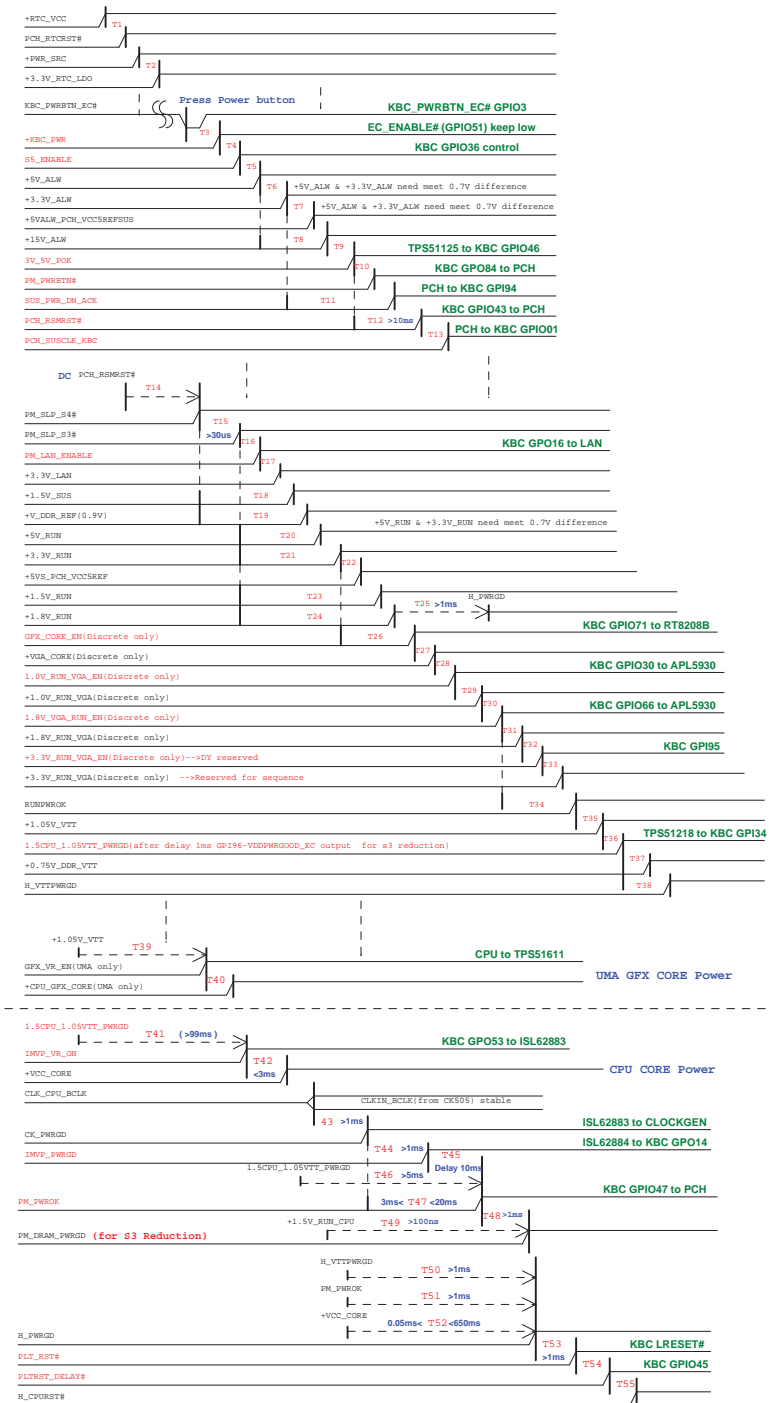 +RTC_VCC
T1
PCH_RTCRST#
+PWR_SRC
T2
+3.3V_RTC_LDO
KBC_PWRBTN_EC#
Press Power button
KBC_PWRBTN_EC# GPIO3
T3
EC_ENABLE# (GPIO51) keep low
+KBC_PWR
T4
KBC GPIO36 control
S5_ENABLE
T5
+5V_ALW
T6
+5V_ALW & +3.3V_ALW need meet 0.7V difference
+3.3V_ALW
T7
+5V_ALW & +3.3V_ALW need meet 0.7V difference
+5VALW_PCH_VCC5REFSUS
T8
+15V_ALW
T9
TPS51125 to KBC GPIO46
3V_5V_POK
T10
KBC GPO84 to PCH
PM_PWRBTN#
PCH to KBC GPI94
SUS_PWR_DN_ACK
T11
KBC GPIO43 to PCH
PCH_RSMRST#
T12 >10ms
PCH to KBC GPIO01
T13
PCH_SUSCLK_KBC
DC PCH_RSMRST#
T14
PM_SLP_S4#
T15
PM_SLP_S3#
>30us
T16
KBC GPO16 to LAN
PM_LAN_ENABLE
T17
+3.3V_LAN
+1.5V_SUS
T18
+V_DDR_REF(0.9V)
T19
+5V_RUN & +3.3V_RUN need meet 0.7V difference
+5V_RUN
T20
+3.3V_RUN
T21
T22
+5VS_PCH_VCC5REF
+1.5V_RUN
T23
T25 >1ms
H_PWRGD
+1.8V_RUN
T24
KBC GPIO71 to RT8208B
GFX_CORE_EN(Discrete only)
T26
+VGA_CORE(Discrete only)
T27
T28
KBC GPIO30 to APL5930
1.0V_RUN_VGA_EN(Discrete only)
+1.0V_RUN_VGA(Discrete only)
T29
T30
KBC GPIO66 to APL5930
1.8V_VGA_RUN_EN(Discrete only)
T31
+1.8V_RUN_VGA(Discrete only)
T32
KBC GPI95
+3.3V_RUN_VGA_EN(Discrete only)-->DY reserved
T33
+3.3V_RUN_VGA(Discrete only) -->Reserved for sequence
RUNPWROK
T34
+1.05V_VTT
T35
TPS51218 to KBC GPI34
1.5CPU_1.05VTT_PWRGD(after delay 1ms GPI96-VDDPWRGOOD_EC output for s3 reduction)
T36
+0.75V_DDR_VTT
T37
H_VTTPWRGD
T38
+1.05V_VTT
T39
CPU to TPS51611
GFX_VR_EN(UMA only)
T40
UMA GFX CORE Power
+CPU_GFX_CORE(UMA only)
1.5CPU_1.05VTT_PWRGD
T41 ( >99ms )
KBC GPO53 to ISL62883
IMVP_VR_ON
T42
+VCC_CORE
<3ms
CPU CORE Power
CLK_CPU_BCLK
CLKIN_BCLK(from CK505) stable
43 >1ms
ISL62883 to CLOCKGEN
CK_PWRGD
T44 >1ms
ISL62884 to KBC GPO14
IMVP_PWRGD
T45
1.5CPU_1.05VTT_PWRGD
Delay 10ms
T46 >5ms
KBC GPIO47 to PCH
PM_PWROK
3ms< T47 <20ms
T48 >1ms
+1.5V_RUN_CPU
T49 >100ns
PM_DRAM_PWRGD (for S3 Reduction)
H_VTTPWRGD
T50 >1ms
PM_PWROK
T51 >1ms
+VCC_CORE
0.05ms< T52 <650ms
H_PWRGD
T53
KBC LRESET#
PLT_RST#
>1ms
T54
KBC GPIO45
PLTRST_DELAY#
T55
H_CPURST#